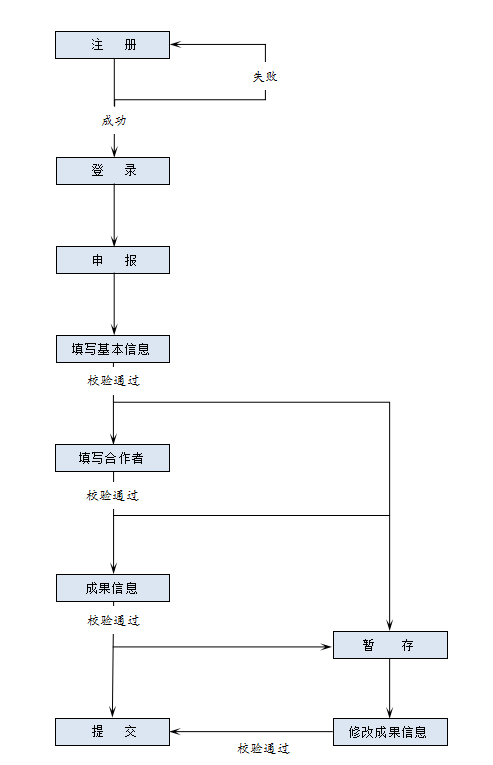 注 册
失败
成功
登 录
申 报
填写基本信息
校验通过
填写合作者
校验通过
成果信息
校验通过
暂 存
提 交
修改成果信息
校验通过